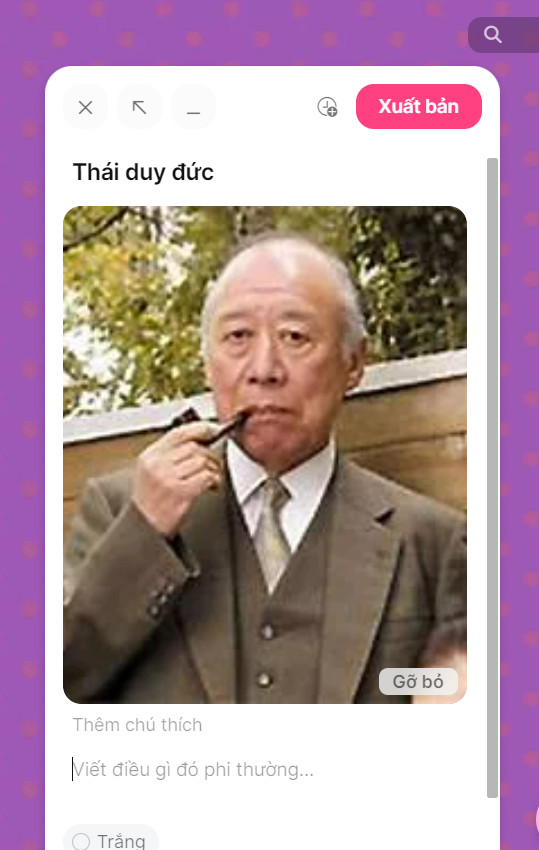 Xuất bản
Thái duy đức
Gỡ bỏ
Thêm chú thích
Viết điều gì đó phi thường...
Trắng